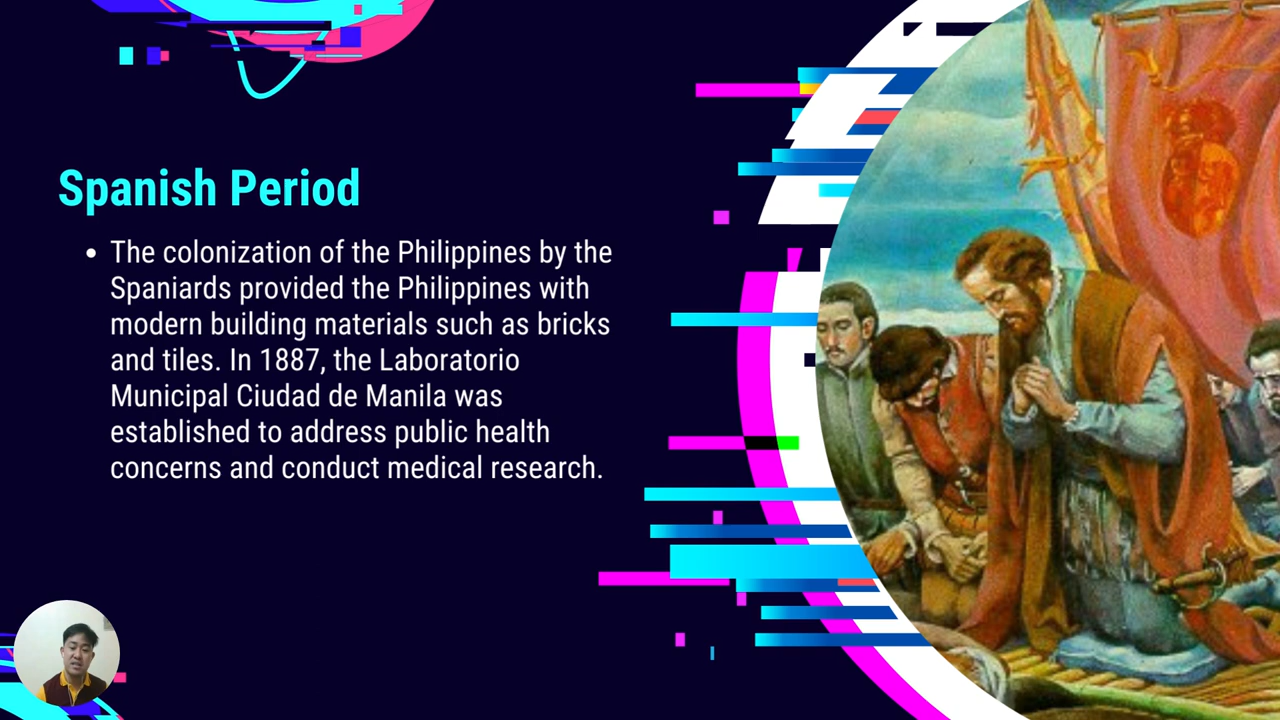 Spanish Period
• The colonization of the Philippines by the
Spaniards provided the Philippines with
modern building materials such as bricks
and tiles. In 1887, the Laboratorio
Municipal Ciudad de Manila was
established to address public health
concerns and conduct medical research.